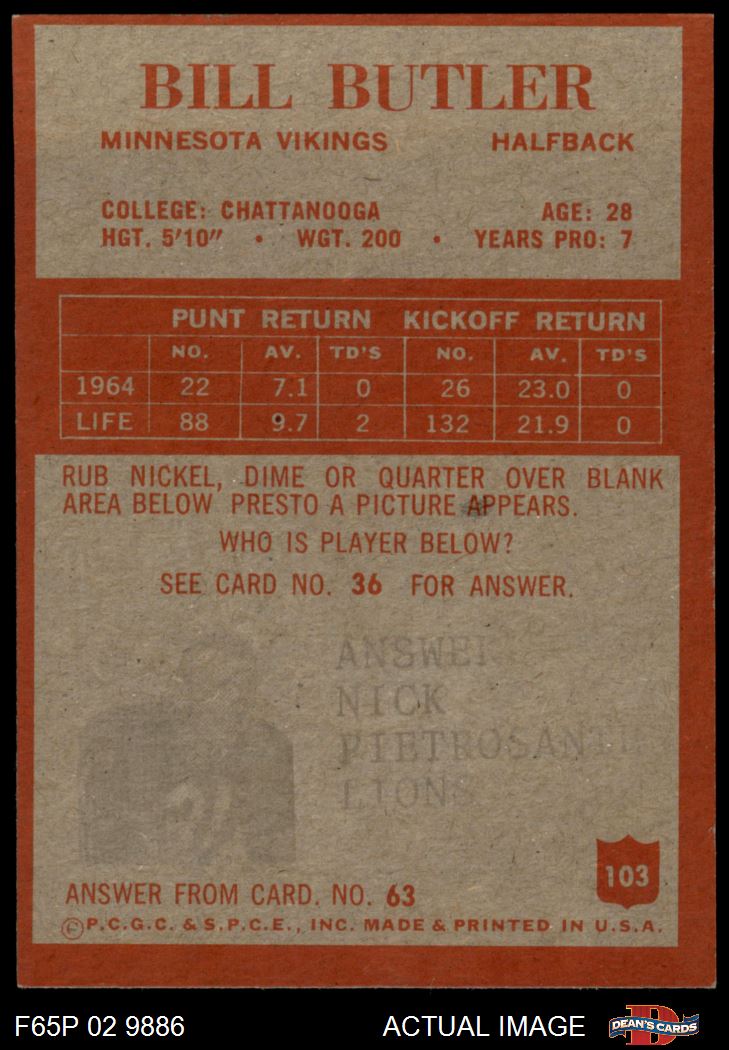 BILL BUTLER
MINNESOTA VIKINGS HALFBACK
COLLEGE: CHATTANOOGA AGE: 28
HGT. 5'10" • WGT. 200 • YEARS PRO: 7
PUNT RETURN KICKOFF RETURN
NO. AV. TD'S NO. AV. TD'S
1964 22 7.1 0 26 23.0 0
LIFE 88 9.7 2 132 21.9 0
RUB NICKEL, DIME OR QUARTER OVER BLANK
AREA BELOW PRESTO A PICTURE APPEARS.
WHO IS PLAYER BELOW?
SEE CARD NO. 36 FOR ANSWER.
ANSWER
NICK
PIETROSANTE
LIONS
103
ANSWER FROM CARD. NO. 63
©P.C.G.C. & S.P.C.E., INC. MADE & PRINTED IN U.S.A.
F65P 02 9886 ACTUAL IMAGE D DEAN'S CARDS